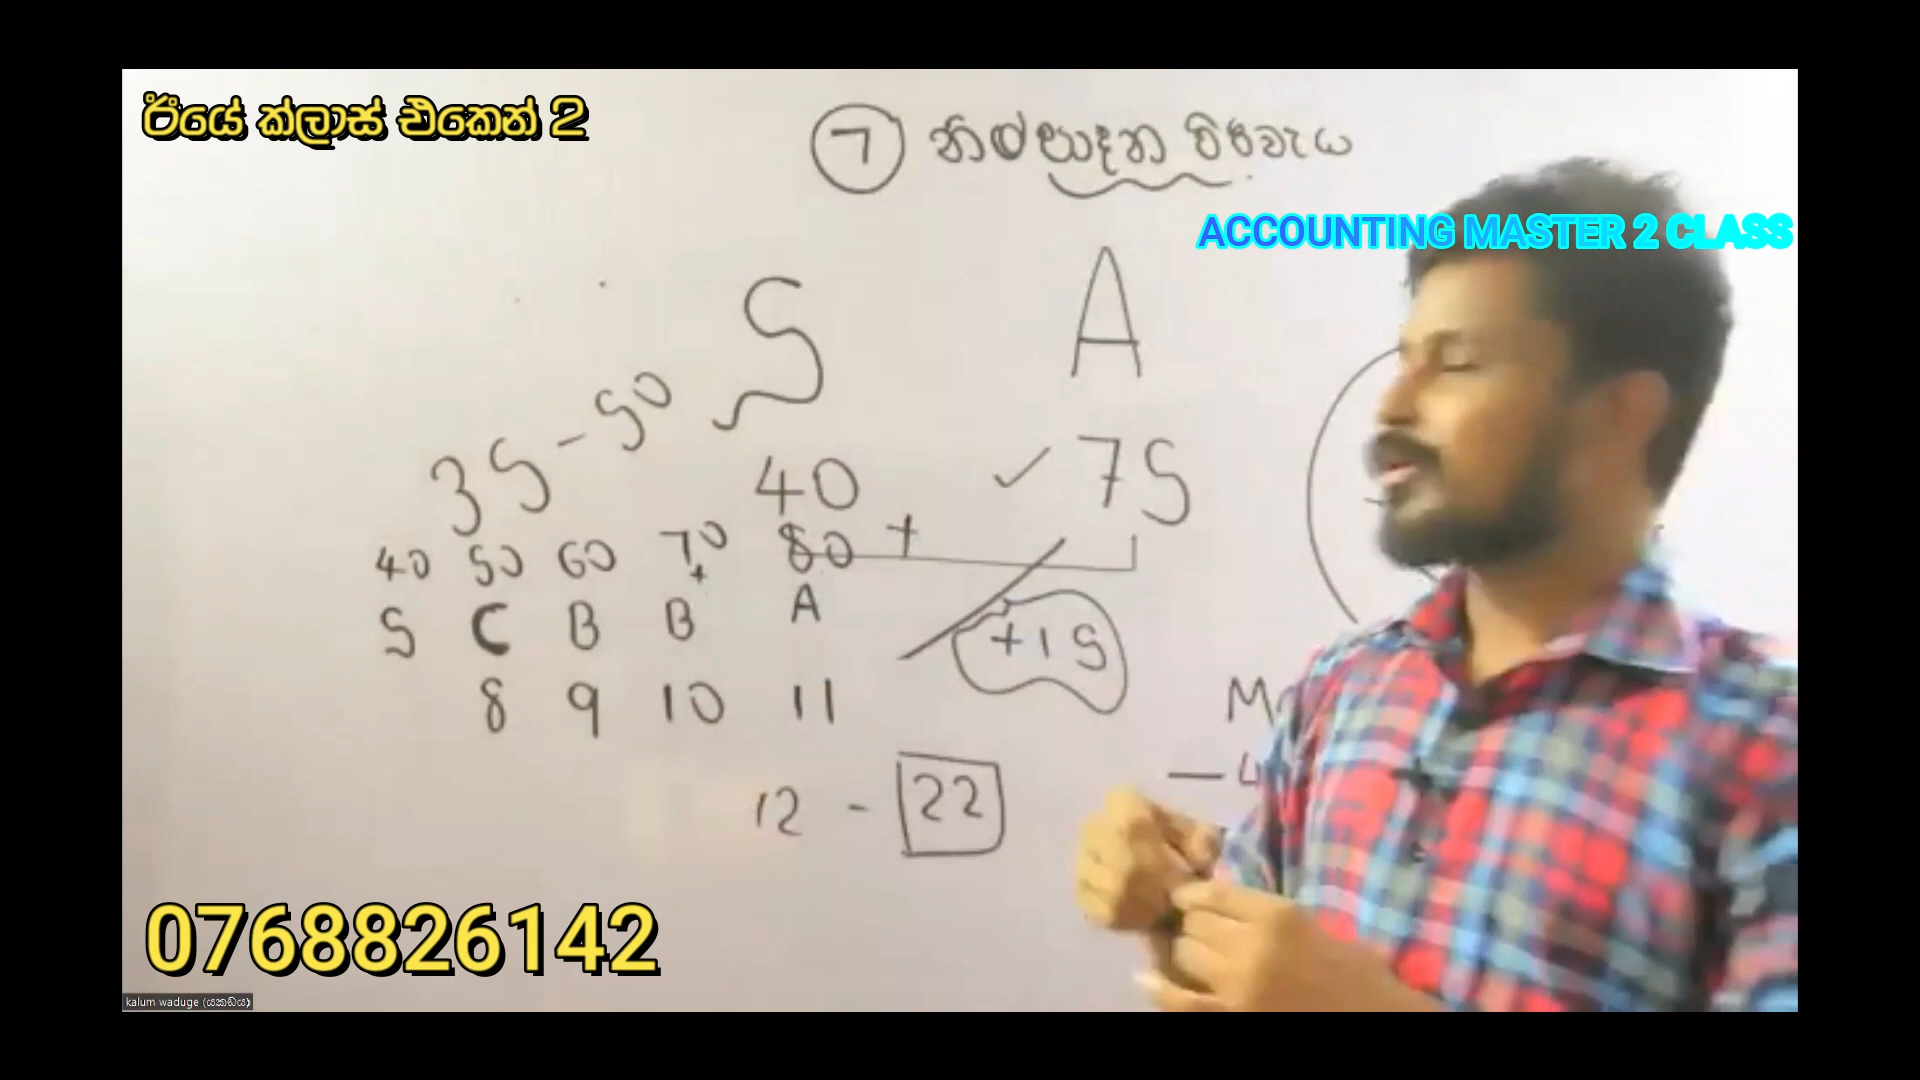 ඊයේ ක්ලාස් එකෙන් 2
7 නිෂ්පාදන පිරිවැය
ACCOUNTING MASTER 2 CLASS
S A
35 - 50
40 + ✓ 75
40 50 60 70 80
S C B B+ A
+15
8 9 10 11
12 - 22
0768826142
kalum waduge